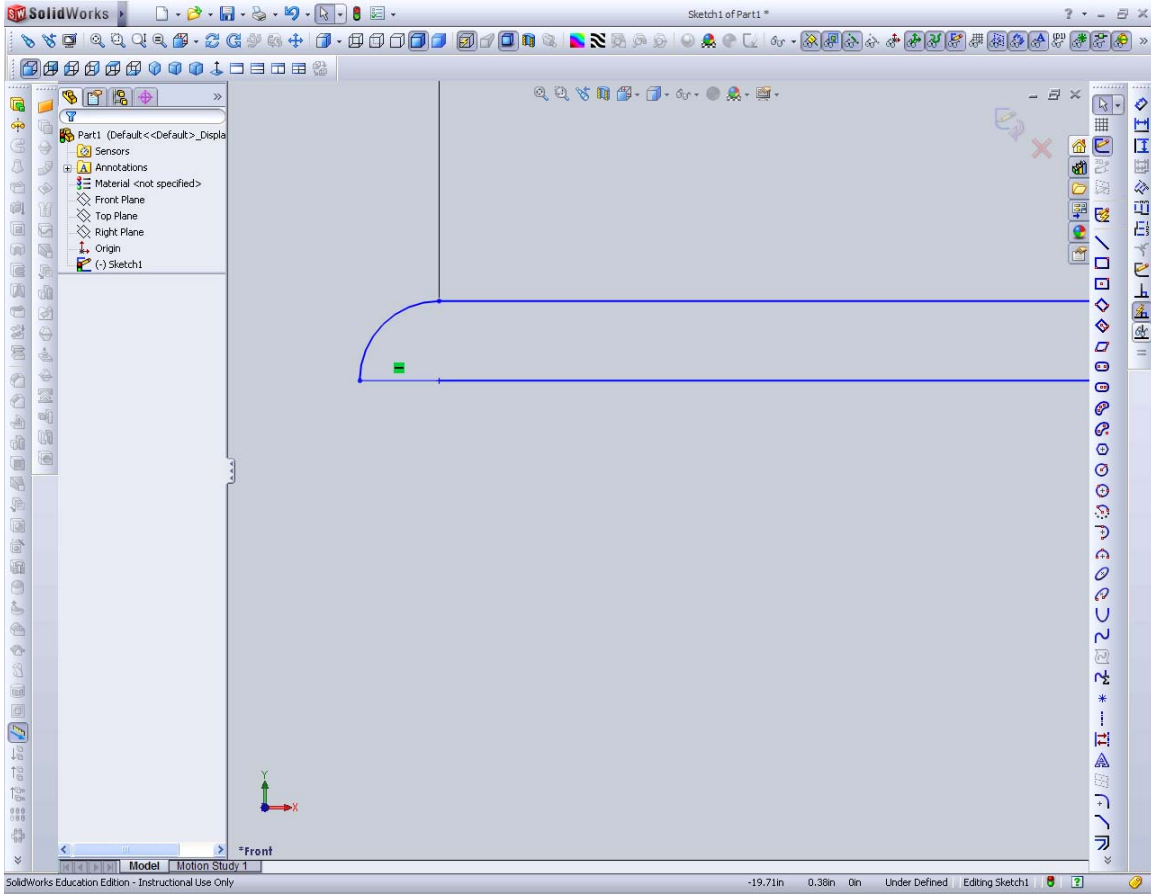 SolidWorks
Sketch1 of Part1 *
Part1 (Default<<Default>_Displa
Sensors
A Annotations
Material <not specified>
Front Plane
Top Plane
Right Plane
Origin
(-) Sketch1
Y
X
*Front
Model Motion Study 1
SolidWorks Education Edition - Instructional Use Only
-19.71in 0.38in 0in Under Defined Editing Sketch1